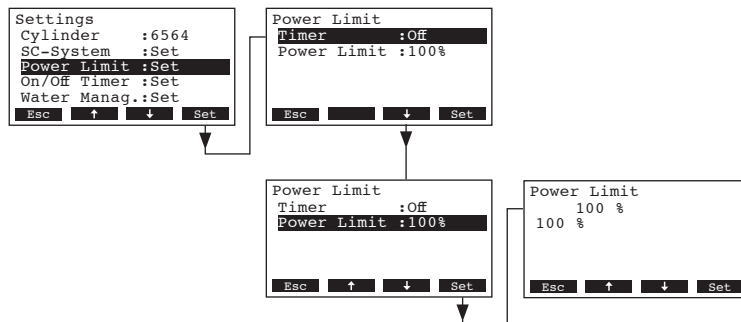 Settings
Cylinder :6564
SC-System :Set
Power Limit :Set
On/Off Timer :Set
Water Manag.:Set
Esc ↑ ↓ Set
Power Limit
Timer :Off
Power Limit :100%
Esc ↓ Set
Power Limit
Timer :Off
Power Limit :100%
Esc ↑ ↓ Set
Power Limit
100 %
100 %
Esc ↑ ↓ Set